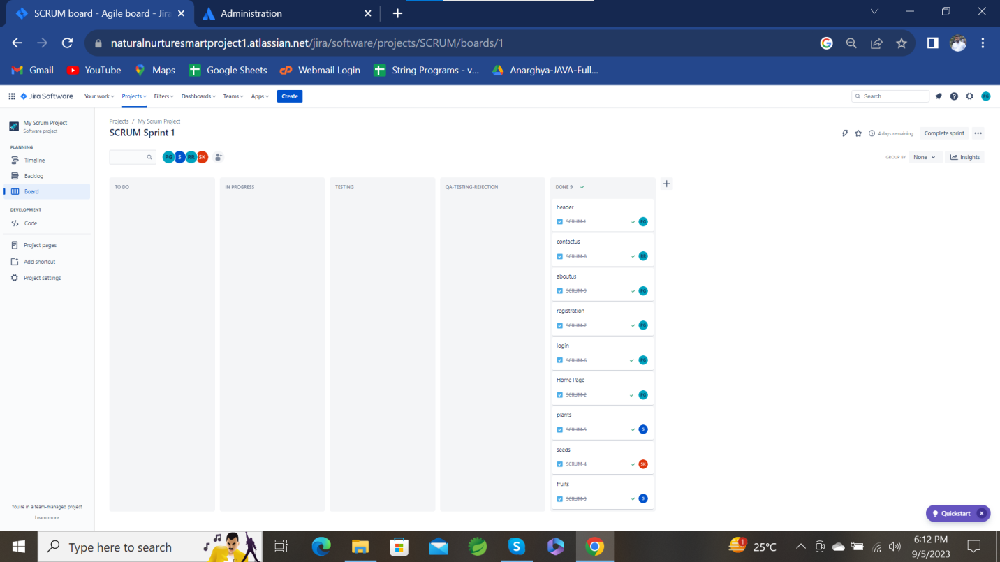 SCRUM board - Agile board - Jira
Administration
naturalnurturesmartproject1.atlassian.net/jira/software/projects/SCRUM/boards/1
Gmail YouTube Maps Google Sheets Webmail Login String Programs - v... Anarghya-JAVA-Full...
Jira Software Your work Projects Filters Dashboards Teams Apps Create Search PG
My Scrum Project
Software project
PLANNING
Timeline
Backlog
Board
DEVELOPMENT
Code
Project pages
Add shortcut
Project settings
You're in a team-managed project
Learn more
Projects / My Scrum Project
SCRUM Sprint 1
4 days remaining Complete sprint
PG S RR SK
GROUP BY None Insights
TO DO
IN PROGRESS
TESTING
QA-TESTING-REJECTION
DONE 9
header
SCRUM-1 PG
contactus
SCRUM-8 RR
aboutus
SCRUM-9 PG
registration
SCRUM-7 PG
login
SCRUM-6 PG
Home Page
SCRUM-2 PG
plants
SCRUM-5 S
seeds
SCRUM-4 SK
fruits
SCRUM-3 S
Quickstart
Type here to search
1
25°C
6:12 PM
9/5/2023